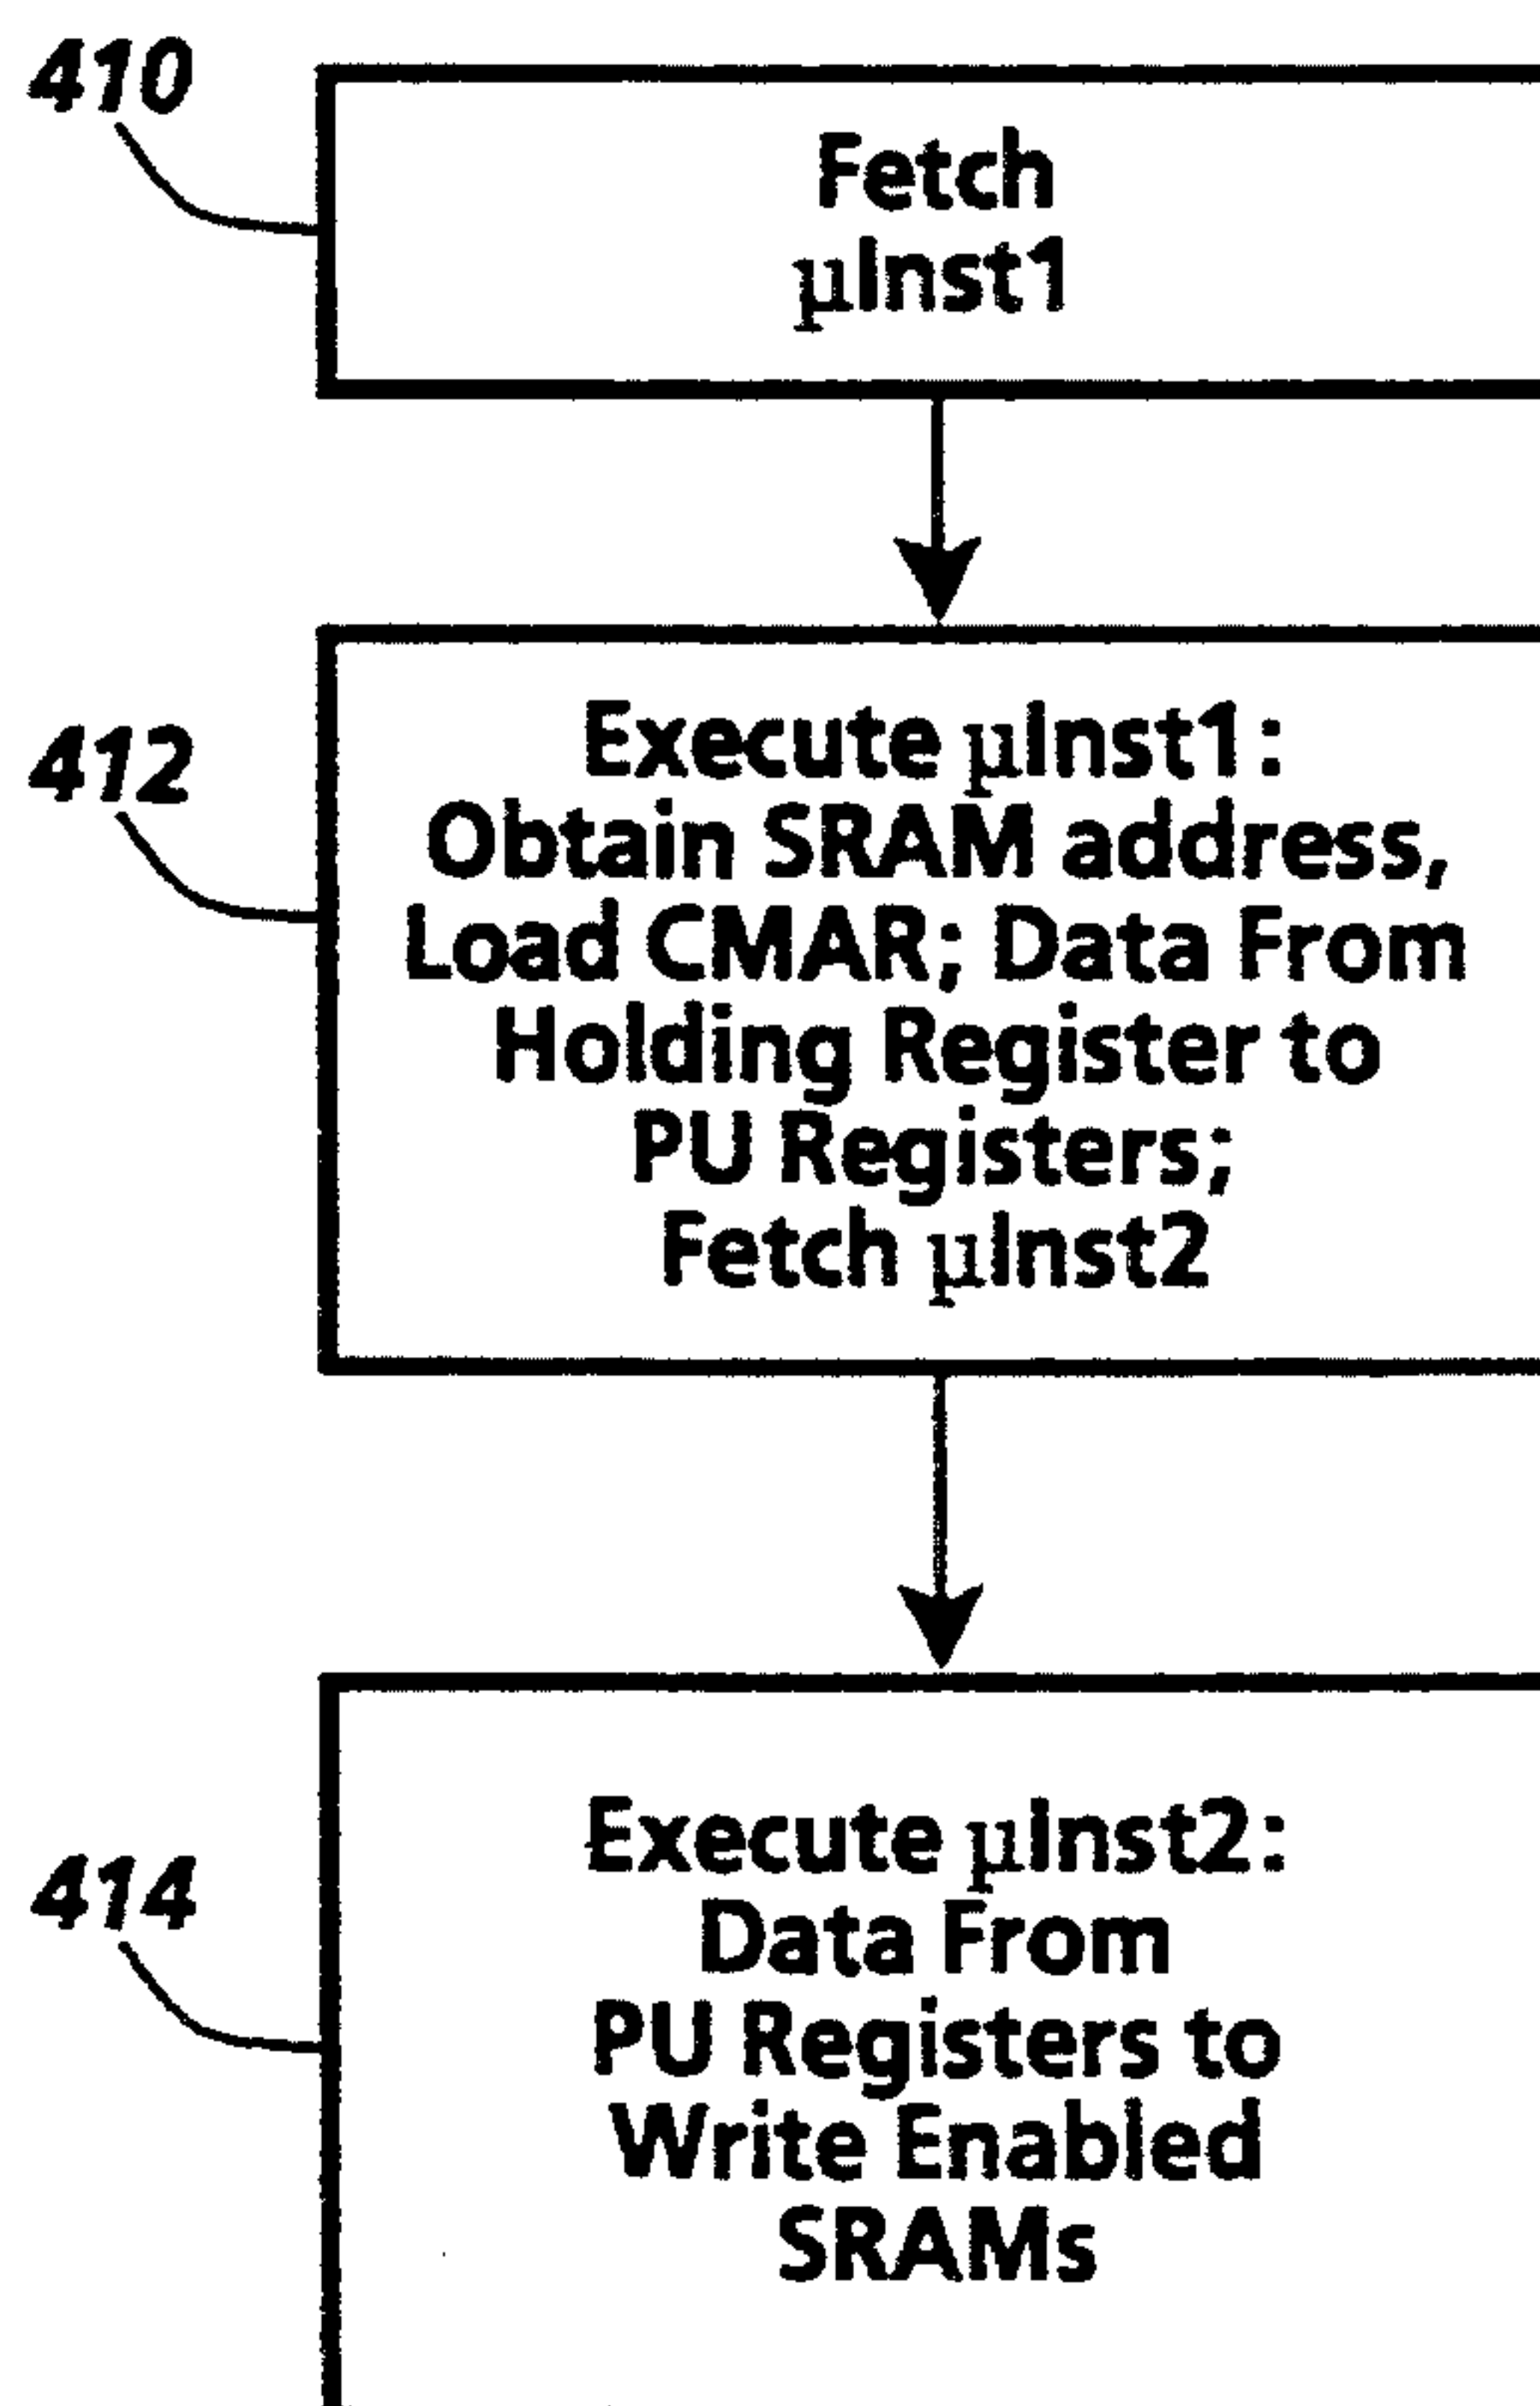 410
Fetch
µInst1
412
Execute µInst1:
Obtain SRAM address,
Load CMAR; Data From
Holding Register to
PU Registers;
Fetch µInst2
414
Execute µInst2:
Data From
PU Registers to
Write Enabled
SRAMs